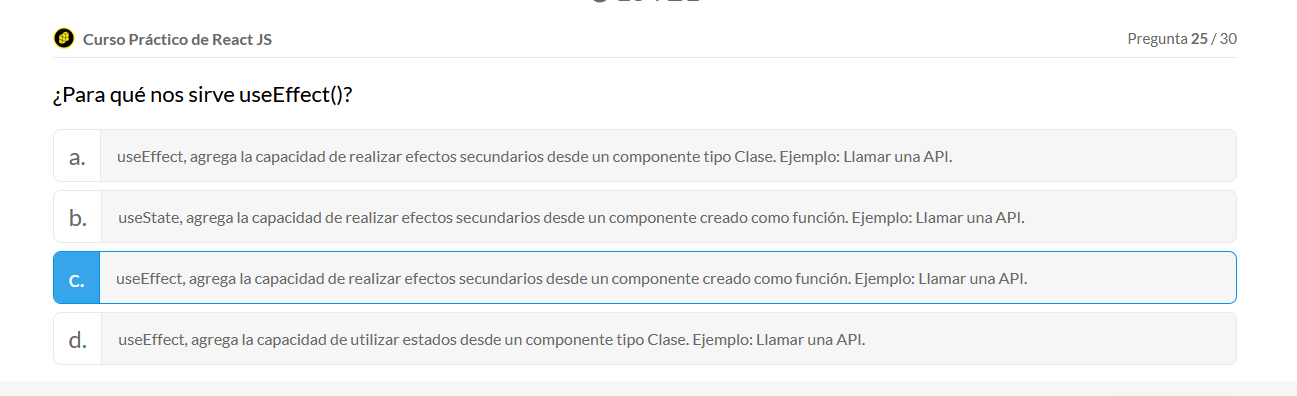 Curso Práctico de React JS
Pregunta 25 / 30
¿Para qué nos sirve useEffect()?
a. useEffect, agrega la capacidad de realizar efectos secundarios desde un componente tipo Clase. Ejemplo: Llamar una API.
b. useState, agrega la capacidad de realizar efectos secundarios desde un componente creado como función. Ejemplo: Llamar una API.
c. useEffect, agrega la capacidad de realizar efectos secundarios desde un componente creado como función. Ejemplo: Llamar una API.
d. useEffect, agrega la capacidad de utilizar estados desde un componente tipo Clase. Ejemplo: Llamar una API.